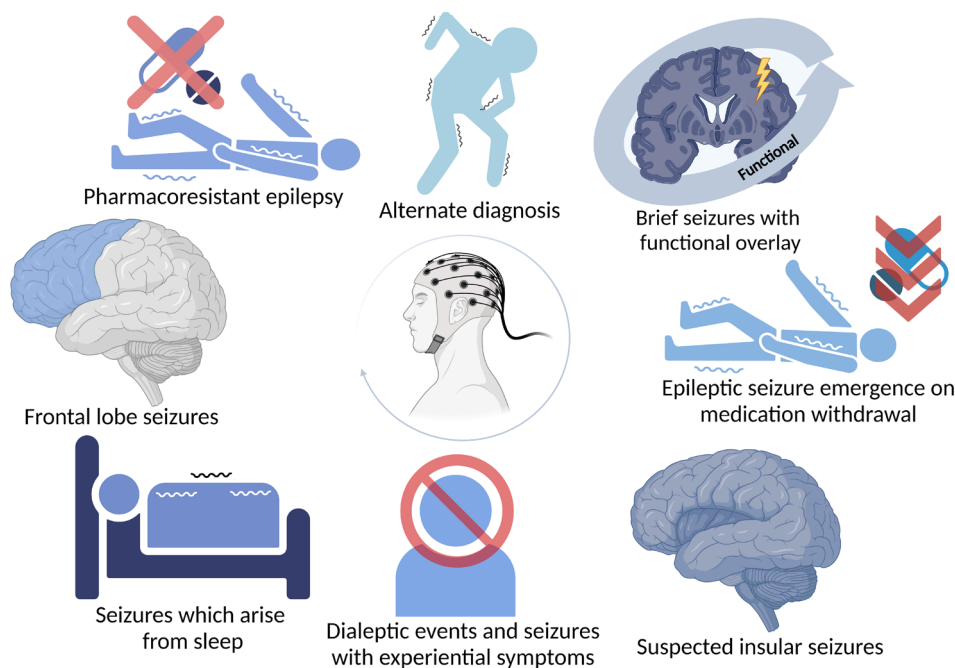 Pharmacoresistant epilepsy
Alternate diagnosis
Functional
Brief seizures with
functional overlay
Frontal lobe seizures
Epileptic seizure emergence on
medication withdrawal
Seizures which arise
from sleep
Dialeptic events and seizures
with experiential symptoms
Suspected insular seizures